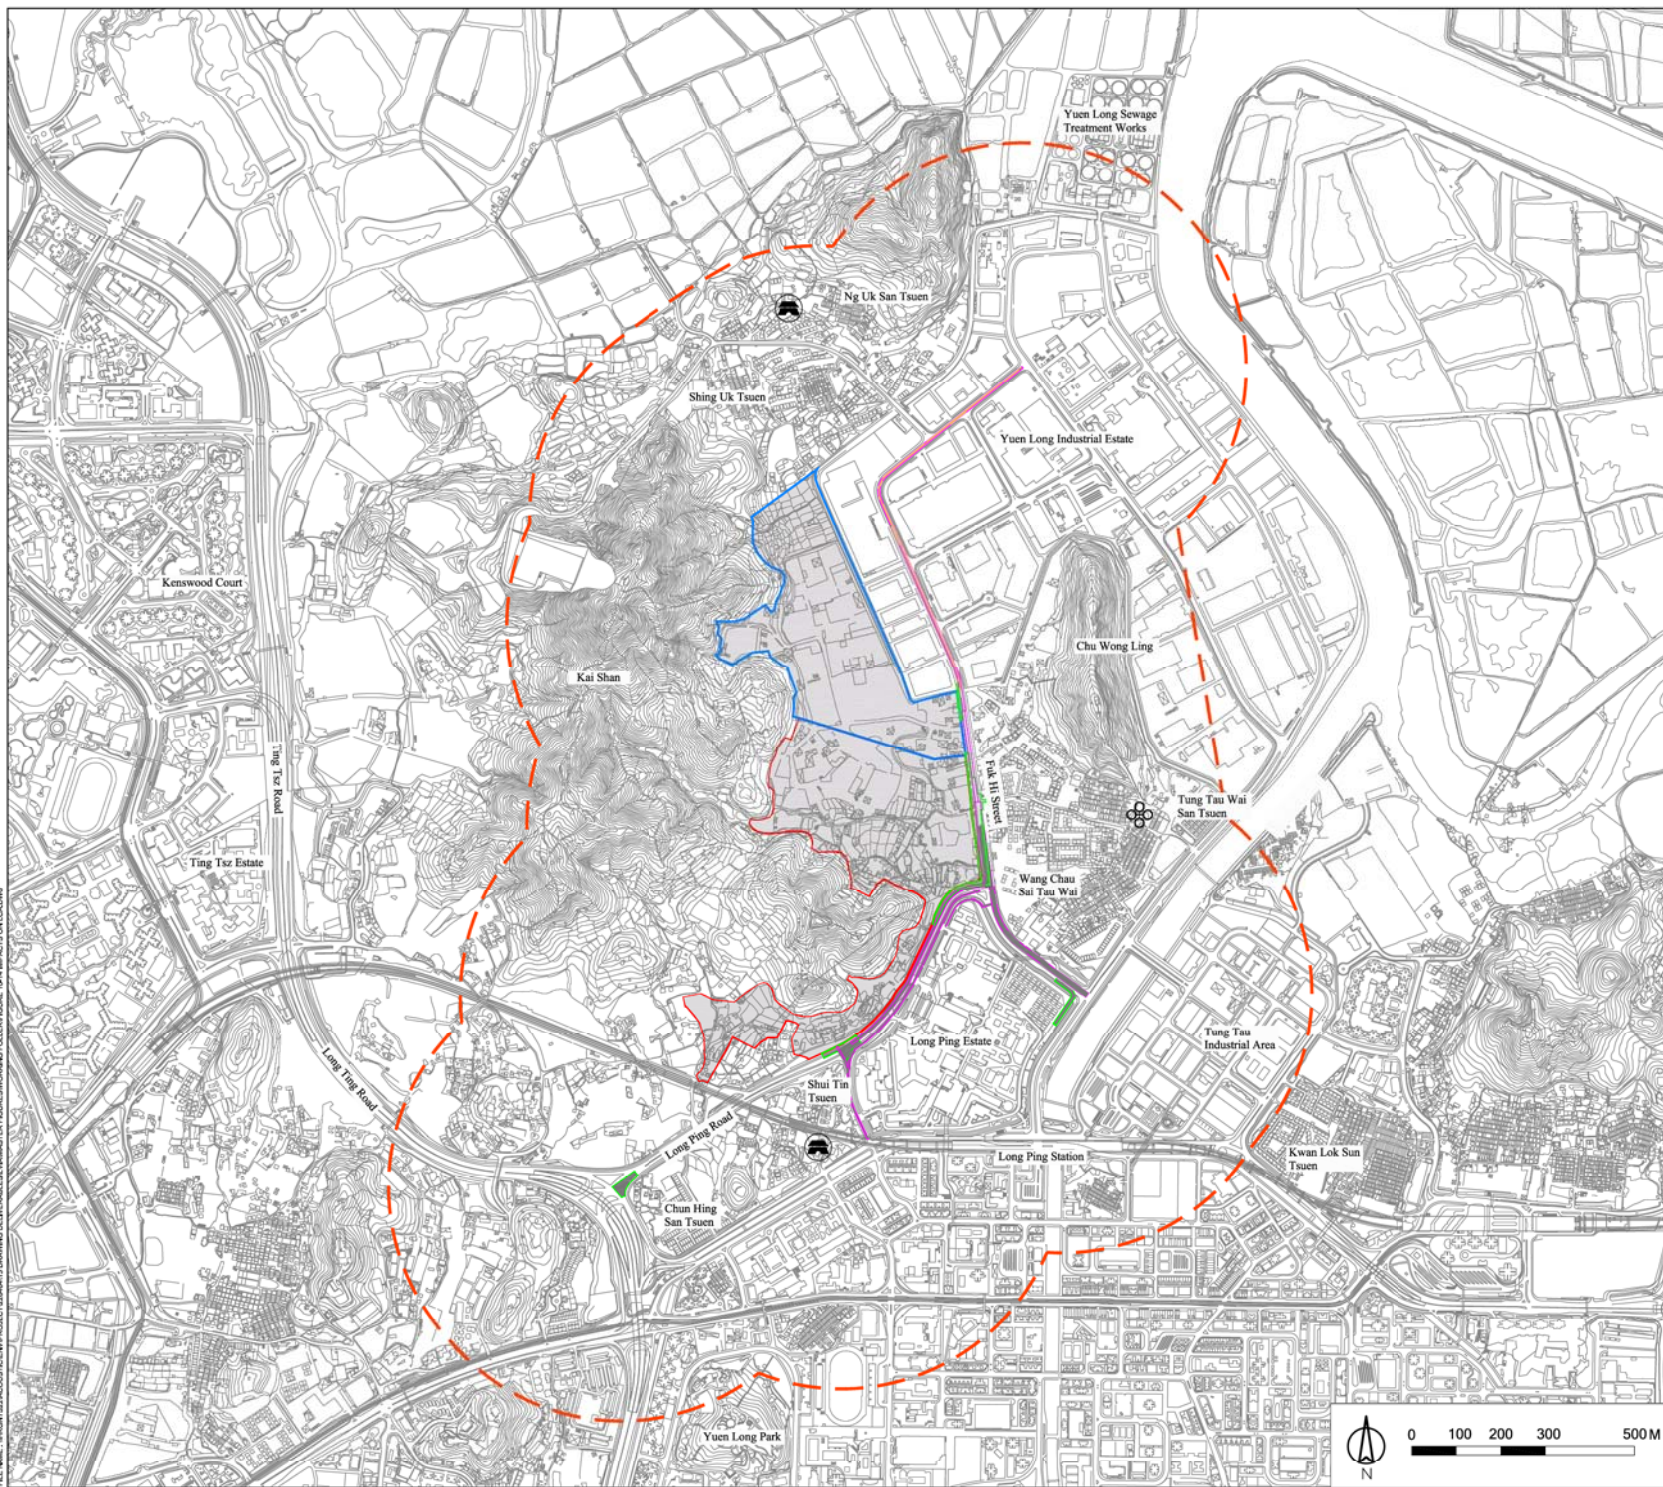 Yuen Long Sewage
Treatment Works
Ng Uk San Tsuen
Shing Uk Tsuen
Yuen Long Industrial Estate
Kenswood Court
Chu Wong Ling
Kai Shan
Ting Tsz Road
Fuk Hi Street
Tung Tau Wai
San Tsuen
Ting Tsz Estate
Wang Chau
Sai Tau Wai
Long Ping Estate
Tung Tau
Industrial Area
Long Ting Road
Shui Tin
Tsuen
Long Ping Road
Long Ping Station
Kwan Lok Sun
Tsuen
Chun Hing
San Tsuen
Yuen Long Park
0 100 200 300 500 M
N